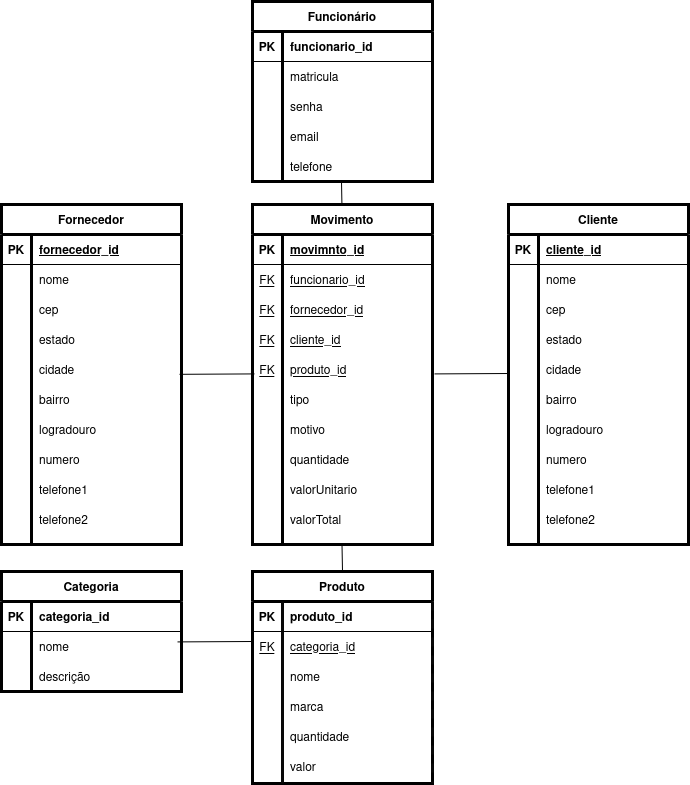 Funcionário
PK funcionario_id
matricula
senha
email
telefone
Fornecedor
PK fornecedor_id
nome
cep
estado
cidade
bairro
logradouro
numero
telefone1
telefone2
Movimento
PK movimnto_id
FK funcionario_id
FK fornecedor_id
FK cliente_id
FK produto_id
tipo
motivo
quantidade
valorUnitario
valorTotal
Cliente
PK cliente_id
nome
cep
estado
cidade
bairro
logradouro
numero
telefone1
telefone2
Categoria
PK categoria_id
nome
descrição
Produto
PK produto_id
FK categoria_id
nome
marca
quantidade
valor